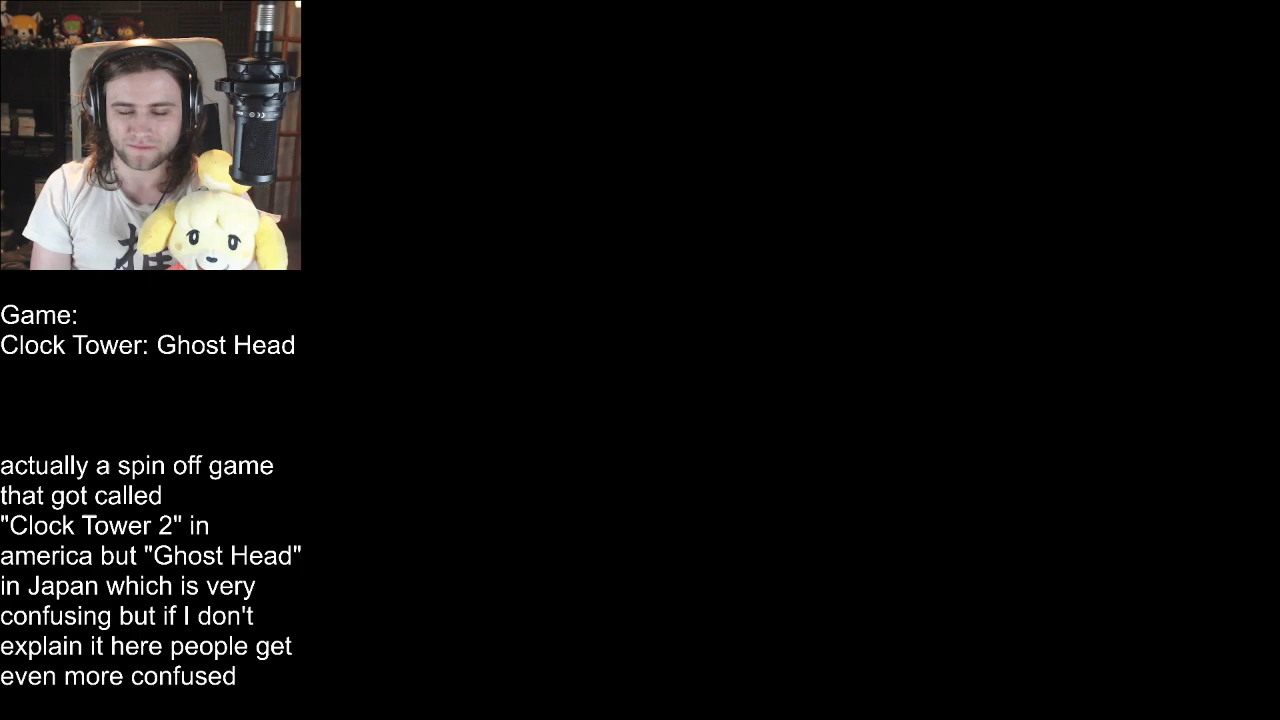 Game:
Clock Tower: Ghost Head
actually a spin off game
that got called
"Clock Tower 2" in
america but "Ghost Head"
in Japan which is very
confusing but if I don't
explain it here people get
even more confused